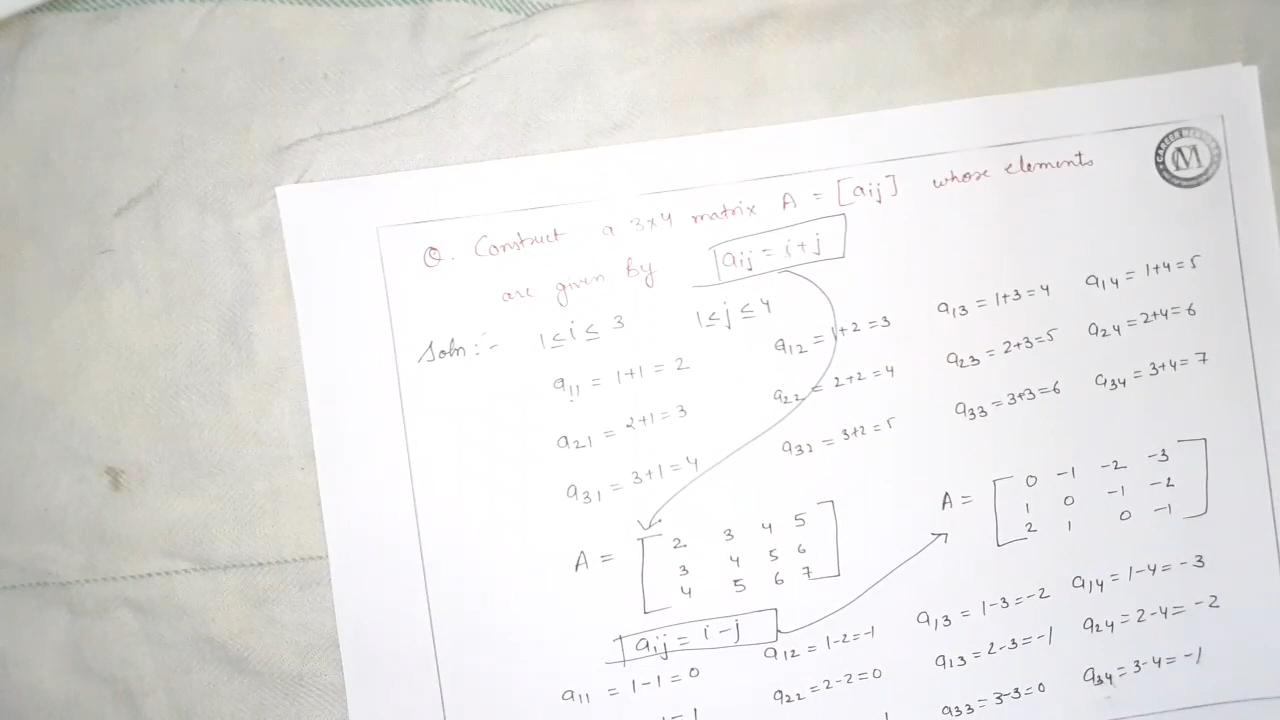 Q. Construct a 3×4 matrix A = [aij] whose elements
are given by aij = i+j
Soln:- 1≤i≤3 1≤j≤4
a11 = 1+1 = 2 a12 = 1+2 = 3 a13 = 1+3 = 4 a14 = 1+4 = 5
a21 = 2+1 = 3 a22 = 2+2 = 4 a23 = 2+3 = 5 a24 = 2+4 = 6
a31 = 3+1 = 4 a32 = 3+2 = 5 a33 = 3+3 = 6 a34 = 3+4 = 7
A = [
2 3 4 5
3 4 5 6
4 5 6 7
]
A = [
0 -1 -2 -3
1 0 -1 -2
2 1 0 -1
]
aij = i-j
a11 = 1-1 = 0 a12 = 1-2 = -1 a13 = 1-3 = -2 a14 = 1-4 = -3
a22 = 2-2 = 0 a13 = 2-3 = -1 a24 = 2-4 = -2
a33 = 3-3 = 0 a34 = 3-4 = -1
M